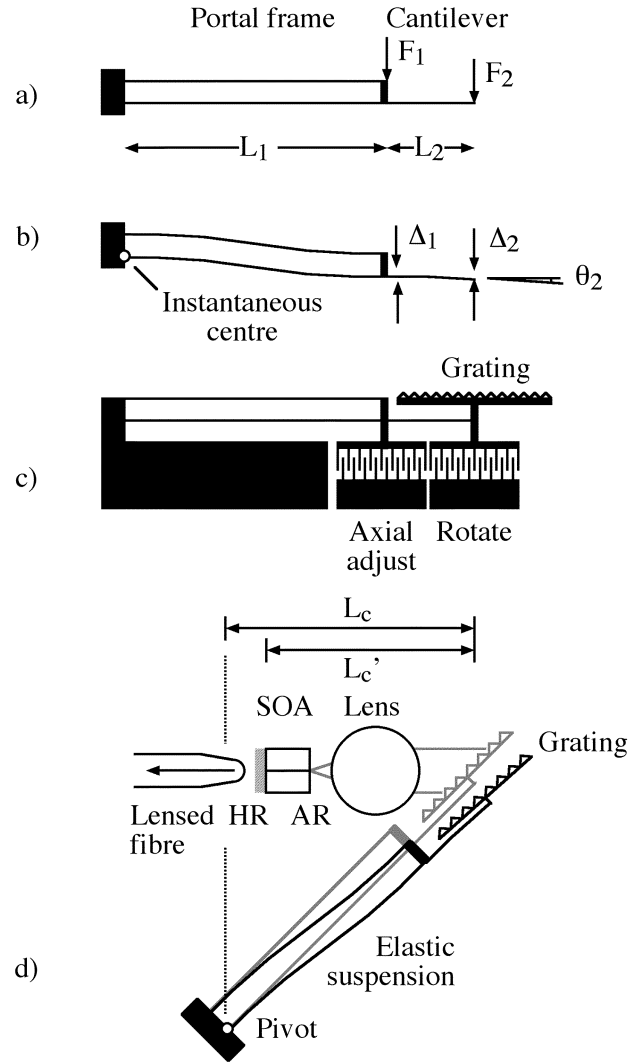 Portal frame Cantilever
F1
F2
a)
L1 L2
b)
Δ1 Δ2
θ2
Instantaneous
centre
Grating
c)
Axial
adjust
Rotate
Lc
Lc'
SOA Lens
Grating
Lensed
fibre
HR AR
Elastic
suspension
d)
Pivot